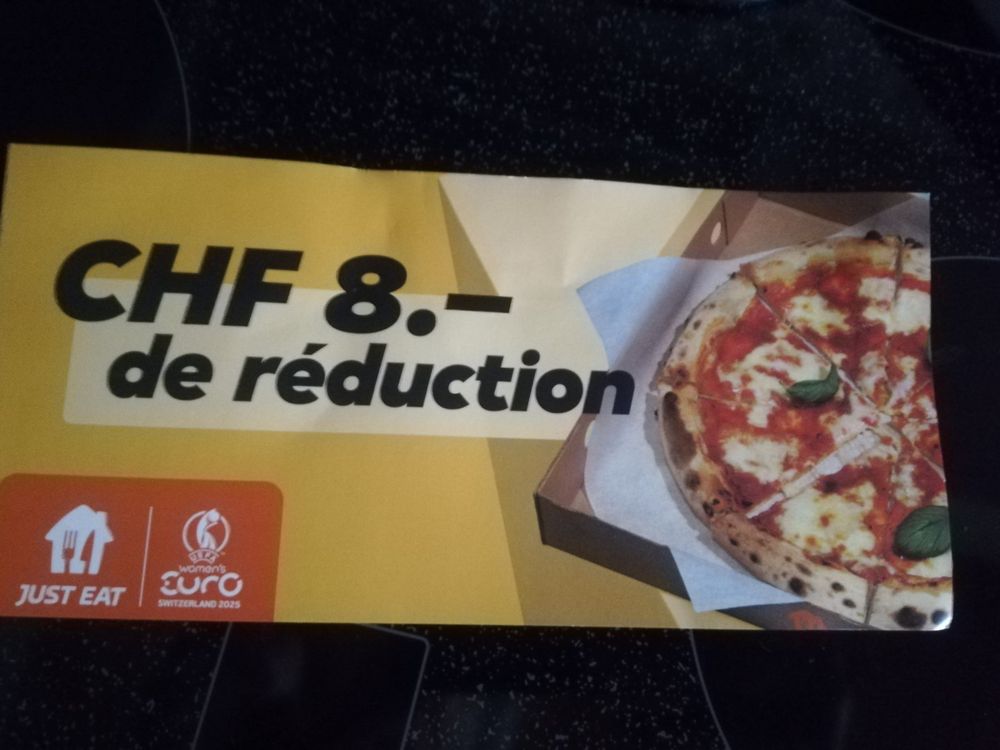 CHF 8.–
de réduction
JUST EAT
UEFA
women's
EURO
SWITZERLAND 2025